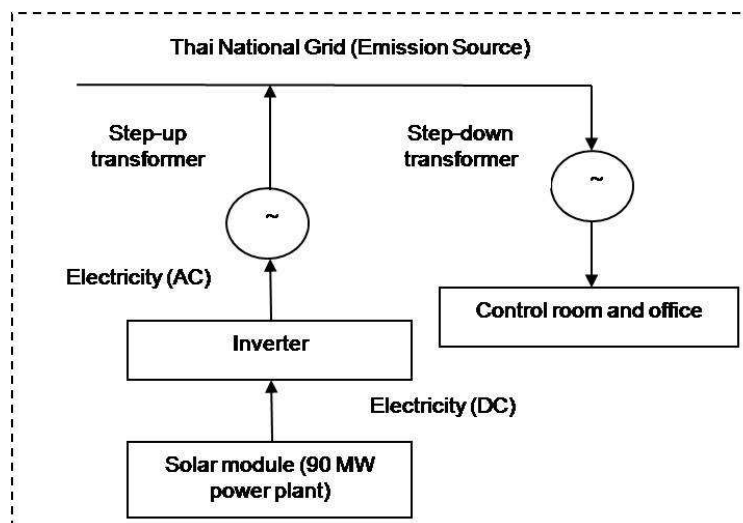 Thai National Grid (Emission Source)
Step-up
transformer
Step-down
transformer
~
~
Electricity (AC)
Control room and office
Inverter
Electricity (DC)
Solar module (90 MW
power plant)